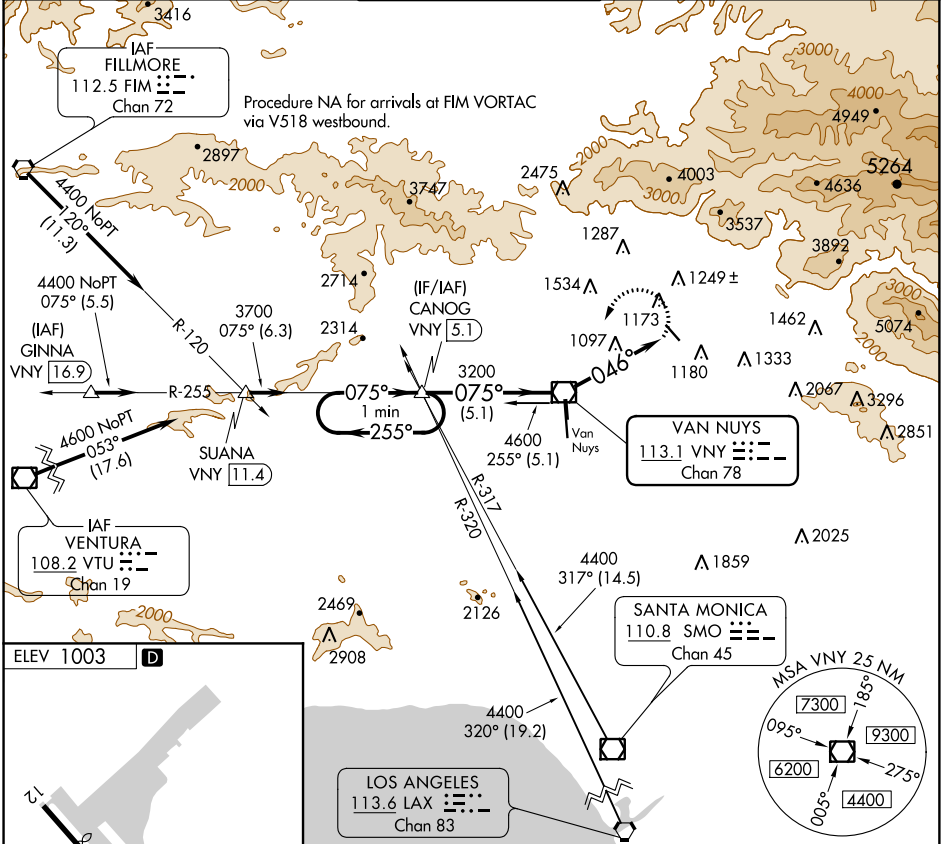 3416
IAF
FILLMORE
112.5 FIM
Chan 72
Procedure NA for arrivals at FIM VORTAC
via V518 westbound.
3000
4000
4949
2897
2000
2000
2475
4003
3000
4636
5264
3747
3537
4400 NoPT
120°
(11.3)
1287
3892
4400 NoPT
075° (5.5)
2714
(IF/IAF)
CANOG
VNY 5.1
1534
1249 ±
3000
(IAF)
GINNA
VNY 16.9
R-120
3700
075° (6.3)
2314
1173
1462
5074
1097
3200
046°
1180
1333
R-255
075°
075°
1 min
(5.1)
2067
3296
255°
4600 NoPT
053°
(17.6)
SUANA
VNY 11.4
4600
255° (5.1)
Van
Nuys
VAN NUYS
113.1 VNY
Chan 78
2851
R-317
R-320
IAF
VENTURA
108.2 VTU
Chan 19
2025
4400
317° (14.5)
1859
2000
2469
2126
2908
SANTA MONICA
110.8 SMO
Chan 45
ELEV 1003 D
MSA VNY 25 NM
7300
185°
095°
9300
6200
275°
005°
4400
4400
320° (19.2)
LOS ANGELES
113.6 LAX
Chan 83
12